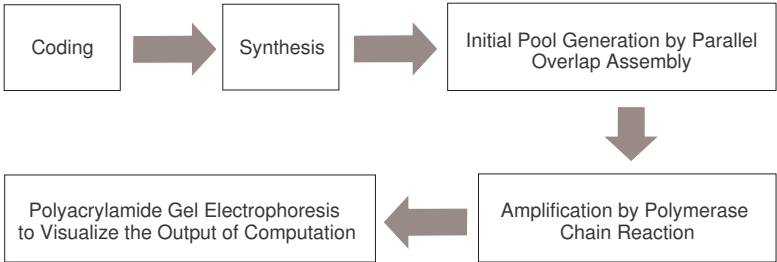 Coding
Synthesis
Initial Pool Generation by Parallel
Overlap Assembly
Amplification by Polymerase
Chain Reaction
Polyacrylamide Gel Electrophoresis
to Visualize the Output of Computation